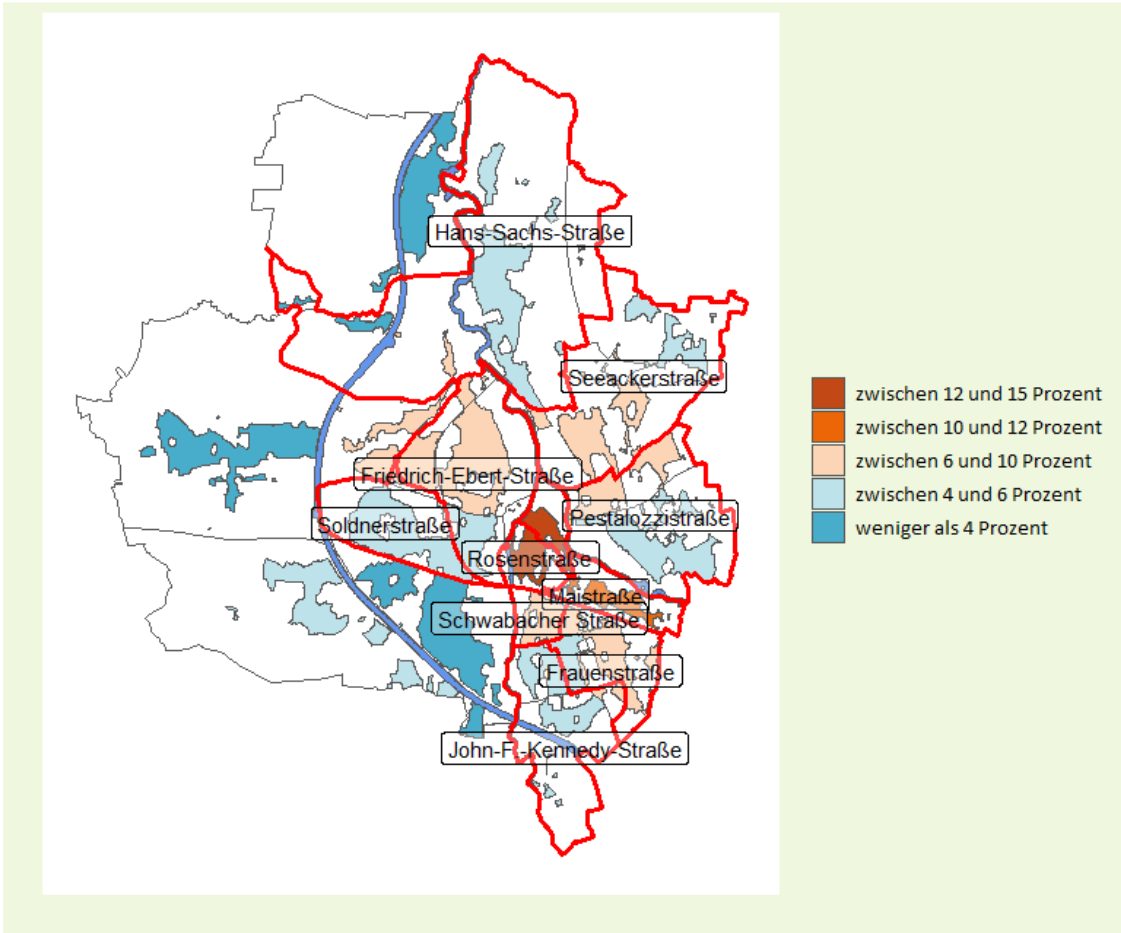 Hans-Sachs-Straße
Seeackerstraße
Friedrich-Ebert-Straße
Soldnerstraße
Pestalozzistraße
Rosenstraße
Maistraße
Schwabacher Straße
Frauenstraße
John-F.-Kennedy-Straße
zwischen 12 und 15 Prozent
zwischen 10 und 12 Prozent
zwischen 6 und 10 Prozent
zwischen 4 und 6 Prozent
weniger als 4 Prozent